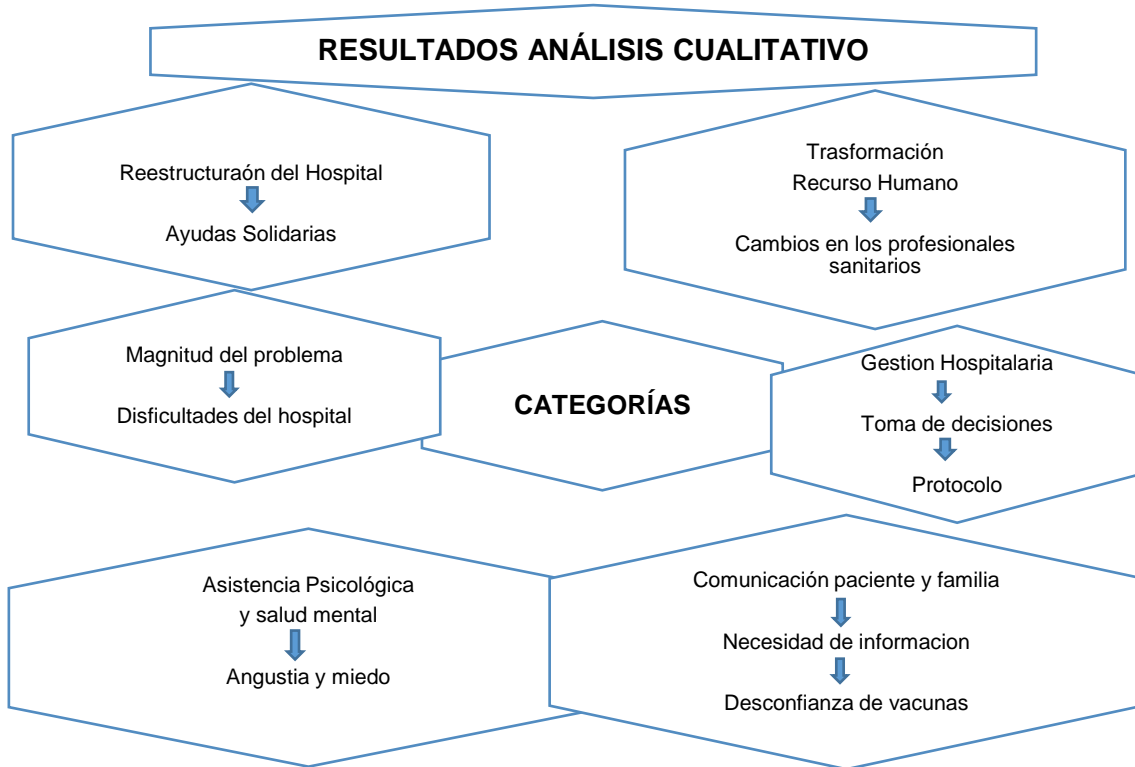 RESULTADOS ANÁLISIS CUALITATIVO
Reestructuraón del Hospital
Ayudas Solidarias
Trasformación
Recurso Humano
Cambios en los profesionales
sanitarios
Magnitud del problema
Disficultades del hospital
CATEGORÍAS
Gestion Hospitalaria
Toma de decisiones
Protocolo
Asistencia Psicológica
y salud mental
Angustia y miedo
Comunicación paciente y familia
Necesidad de informacion
Desconfianza de vacunas